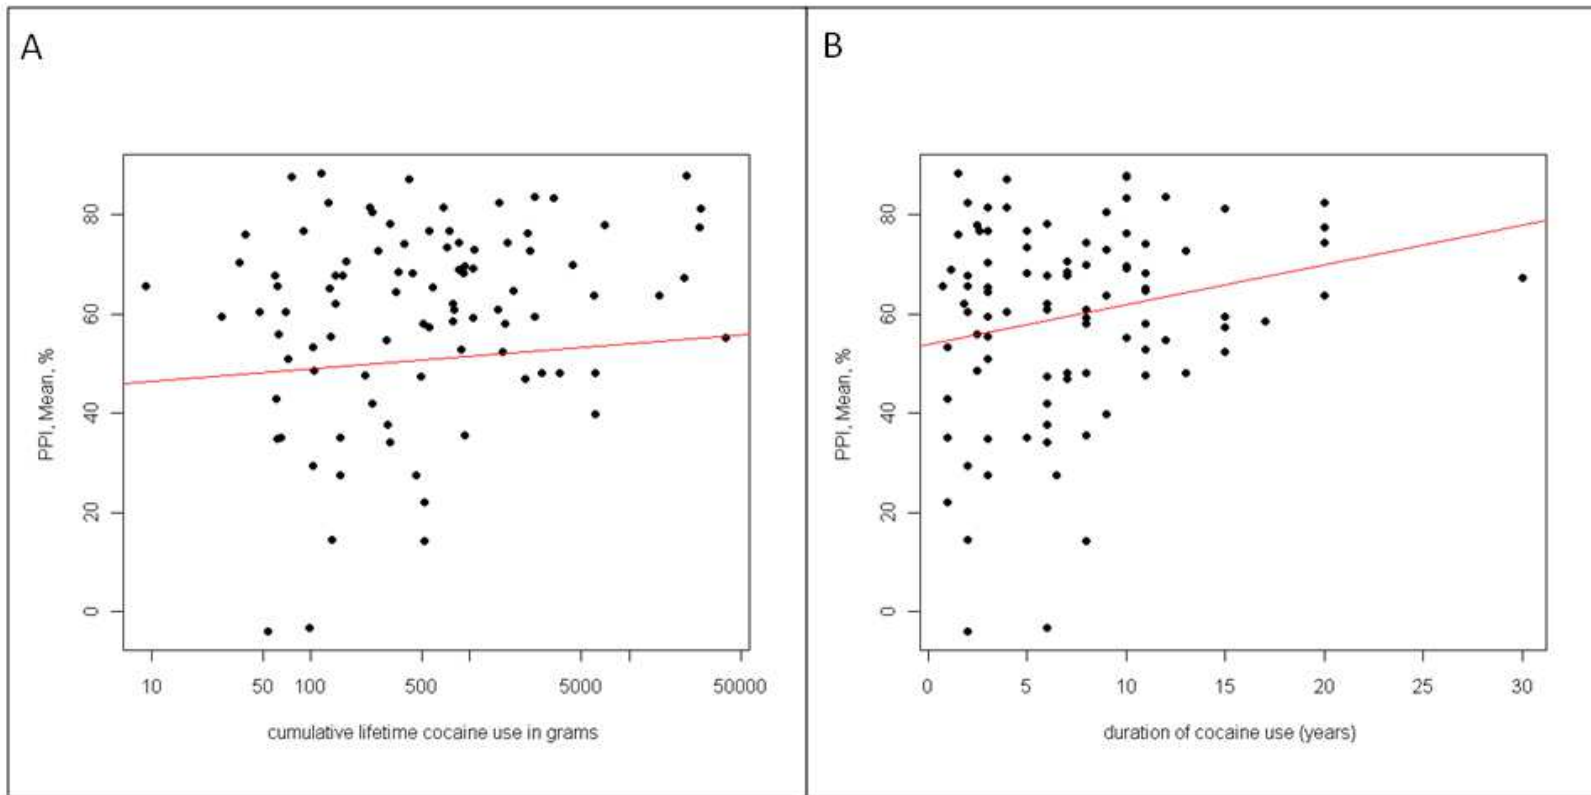 A
PPI, Mean, %
80
60
40
20
0
10 50 100 500 5000 50000
cumulative lifetime cocaine use in grams
B
PPI, Mean, %
80
60
40
20
0
0 5 10 15 20 25 30
duration of cocaine use (years)